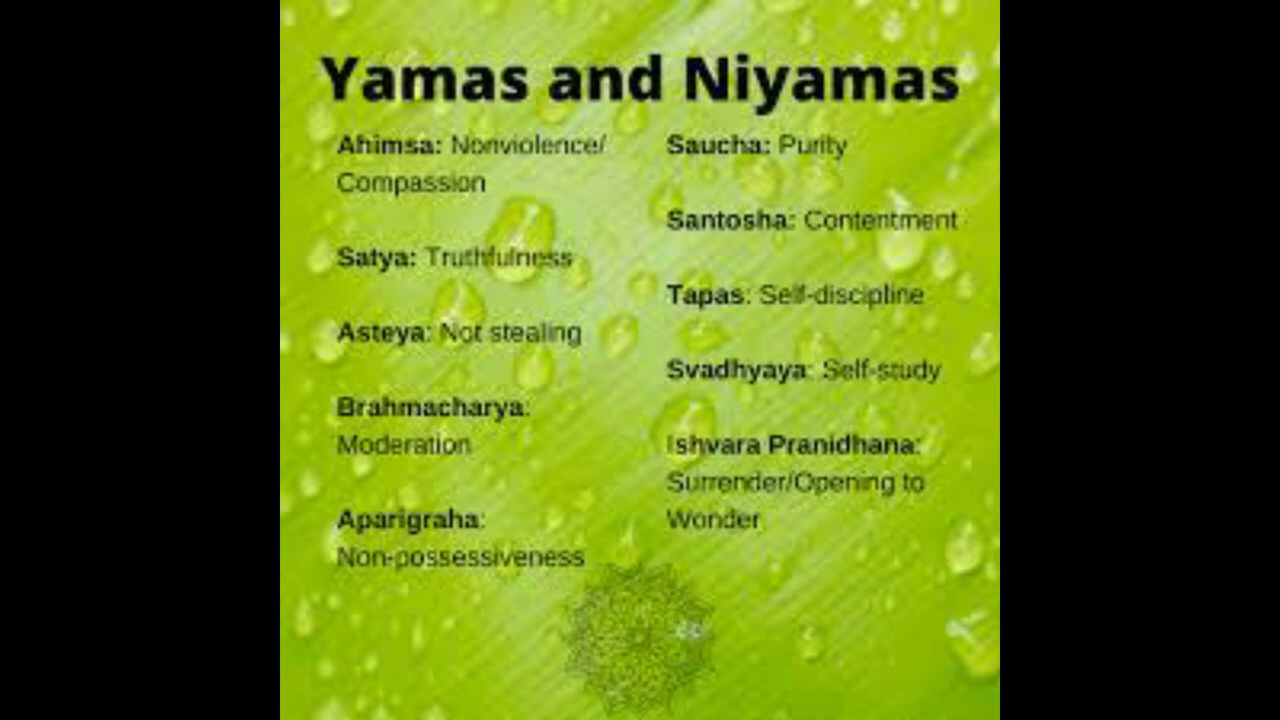 Yamas and Niyamas
Ahimsa: Nonviolence/
Compassion
Satya: Truthfulness
Asteya: Not stealing
Brahmacharya:
Moderation
Aparigraha:
Non-possessiveness
Saucha: Purity
Santosha: Contentment
Tapas: Self-discipline
Svadhyaya: Self-study
Ishvara Pranidhana:
Surrender/Opening to
Wonder